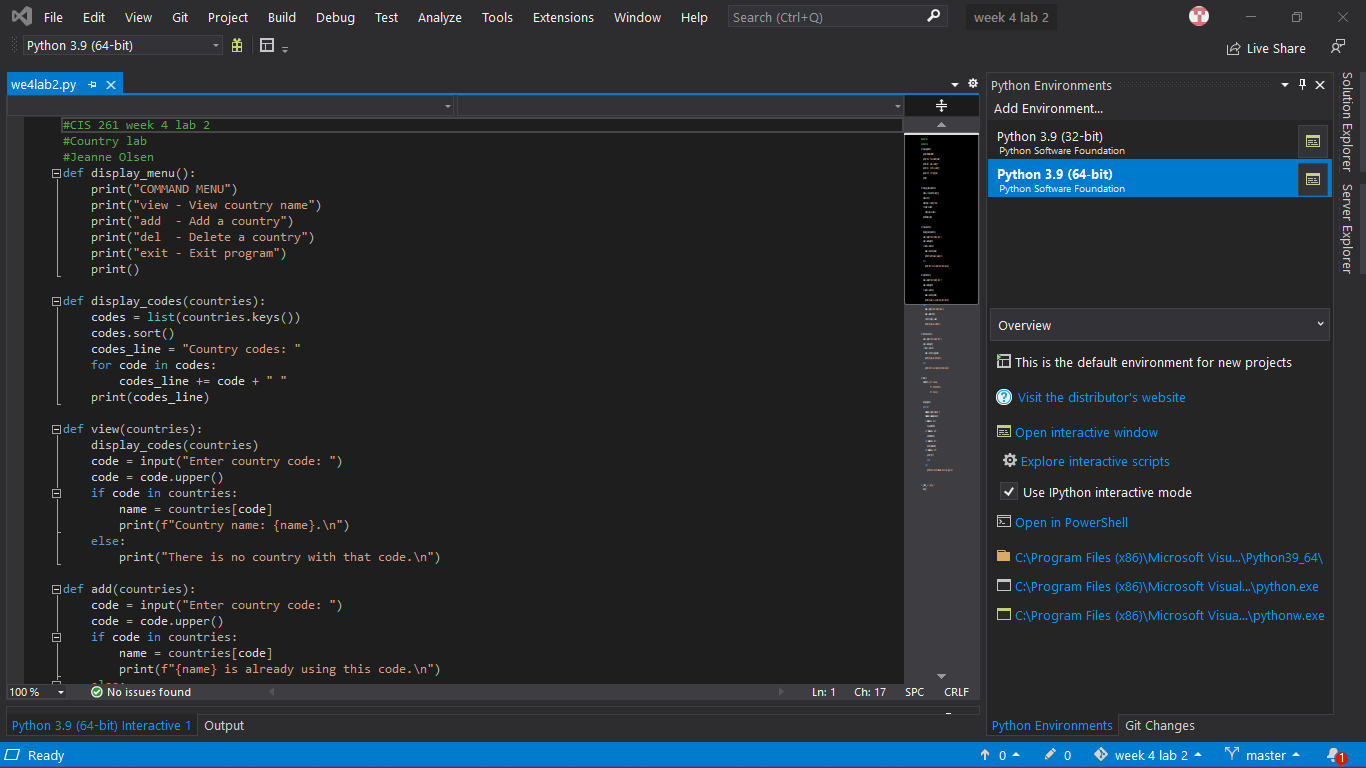 File Edit View Git Project Build Debug Test Analyze Tools Extensions Window Help Search (Ctrl+Q) week 4 lab 2
Python 3.9 (64-bit)
Live Share
we4lab2.py
#CIS 261 week 4 lab 2
#Country lab
#Jeanne Olsen
def display_menu():
    print("COMMAND MENU")
    print("view - View country name")
    print("add  - Add a country")
    print("del  - Delete a country")
    print("exit - Exit program")
    print()
def display_codes(countries):
    codes = list(countries.keys())
    codes.sort()
    codes_line = "Country codes: "
    for code in codes:
        codes_line += code + " "
    print(codes_line)
def view(countries):
    display_codes(countries)
    code = input("Enter country code: ")
    code = code.upper()
    if code in countries:
        name = countries[code]
        print(f"Country name: {name}.\n")
    else:
        print("There is no country with that code.\n")
def add(countries):
    code = input("Enter country code: ")
    code = code.upper()
    if code in countries:
        name = countries[code]
        print(f"{name} is already using this code.\n")
    else:
100 % No issues found Ln: 1 Ch: 17 SPC CRLF
Python 3.9 (64-bit) Interactive 1 Output
Python Environments
Add Environment...
Python 3.9 (32-bit)
Python Software Foundation
Python 3.9 (64-bit)
Python Software Foundation
Overview
This is the default environment for new projects
Visit the distributor's website
Open interactive window
Explore interactive scripts
Use IPython interactive mode
Open in PowerShell
C:\Program Files (x86)\Microsoft Visu...\Python39_64\
C:\Program Files (x86)\Microsoft Visual...\python.exe
C:\Program Files (x86)\Microsoft Visua...\pythonw.exe
Python Environments Git Changes
Solution Explorer
Server Explorer
Ready 0 0 week 4 lab 2 master 1